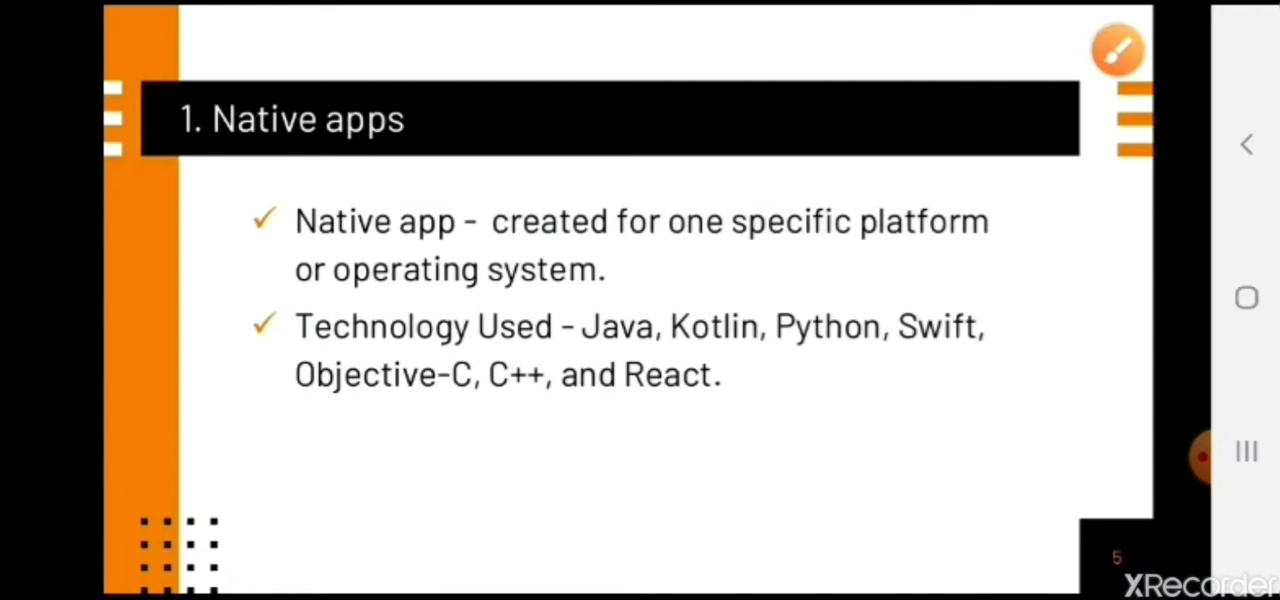 1. Native apps
✓ Native app - created for one specific platform
or operating system.
✓ Technology Used - Java, Kotlin, Python, Swift,
Objective-C, C++, and React.
5
XRecorder